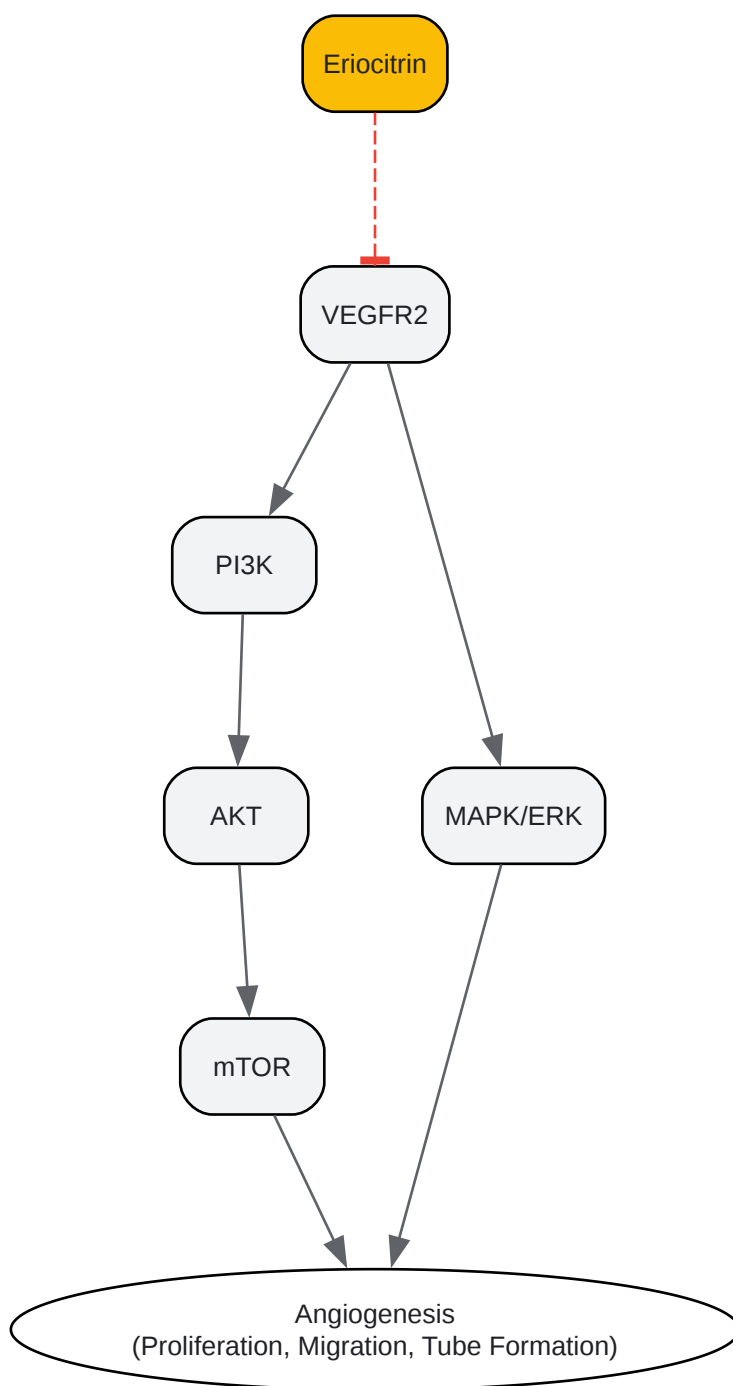 Eriocitrin
VEGFR2
PI3K
AKT
MAPK/ERK
mTOR
Angiogenesis
(Proliferation, Migration, Tube Formation)